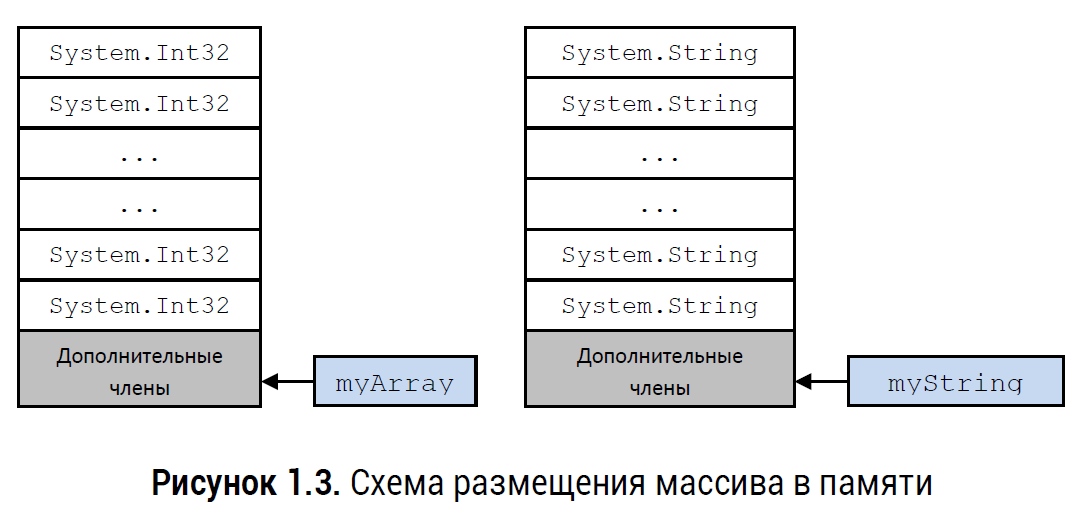 System.Int32
System.Int32
...
...
System.Int32
System.Int32
Дополнительные
члены
myArray
System.String
System.String
...
...
System.String
System.String
Дополнительные
члены
myString
Рисунок 1.3. Схема размещения массива в памяти